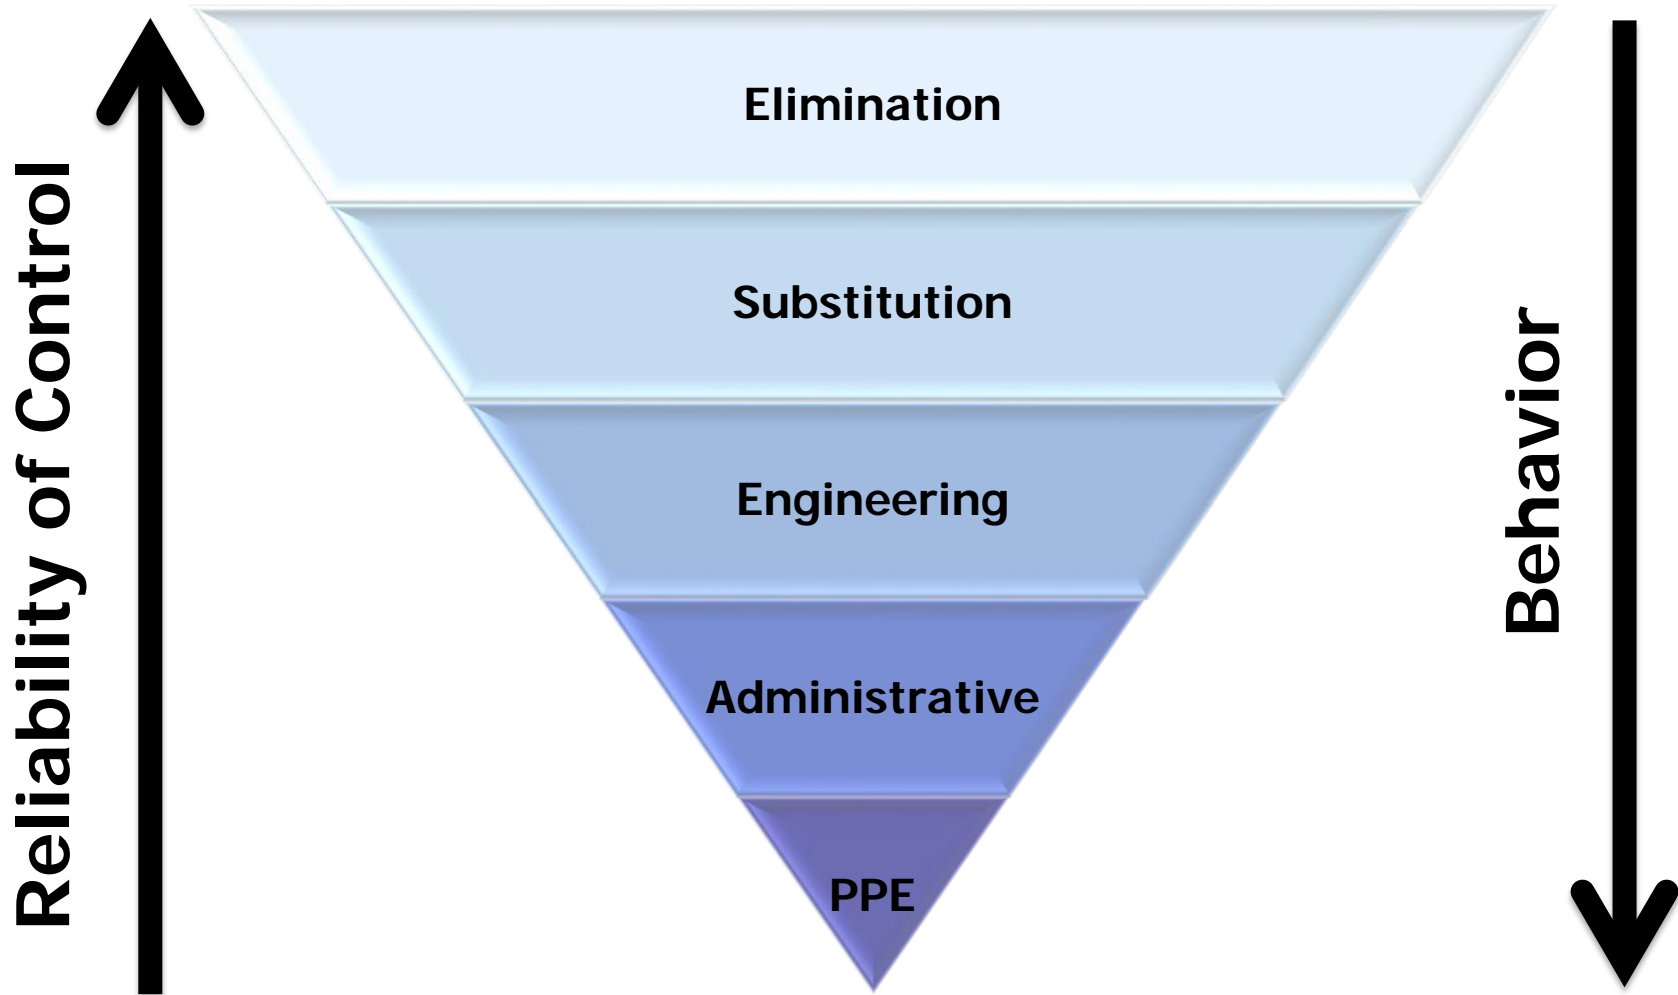 Reliability of Control
Elimination
Substitution
Engineering
Administrative
PPE
Behavior